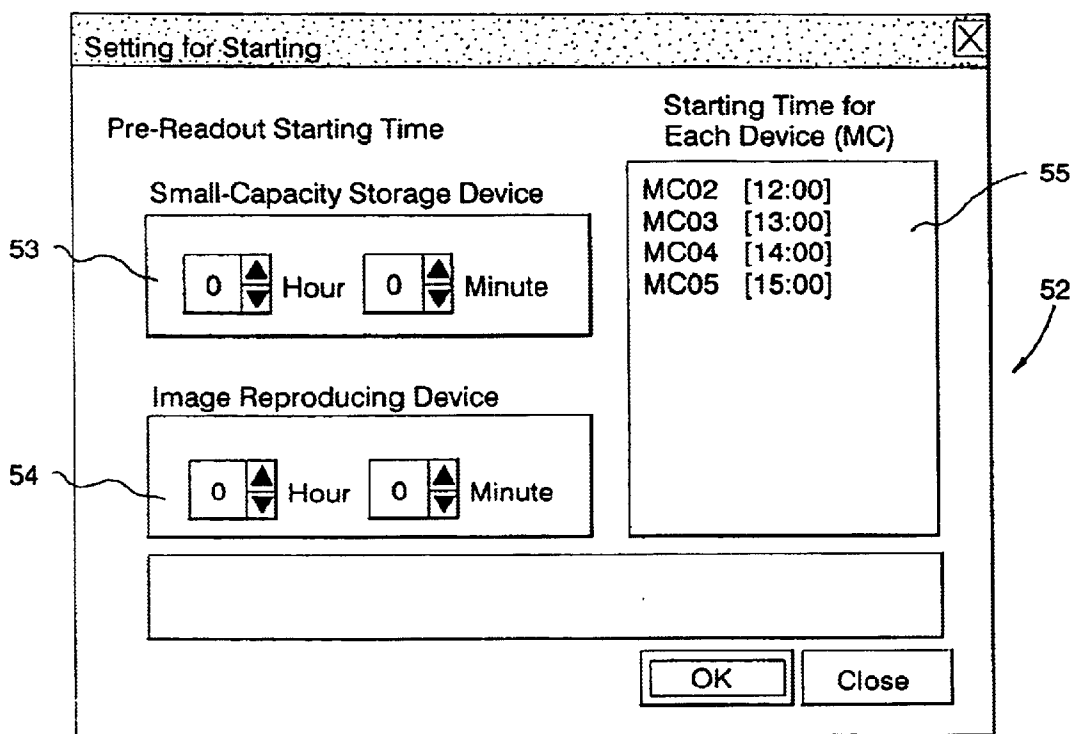 Setting for Starting
Pre-Readout Starting Time
Small-Capacity Storage Device
53
0 Hour 0 Minute
Image Reproducing Device
54
0 Hour 0 Minute
Starting Time for
Each Device (MC)
MC02 [12:00]
MC03 [13:00]
MC04 [14:00]
MC05 [15:00]
55
52
OK
Close